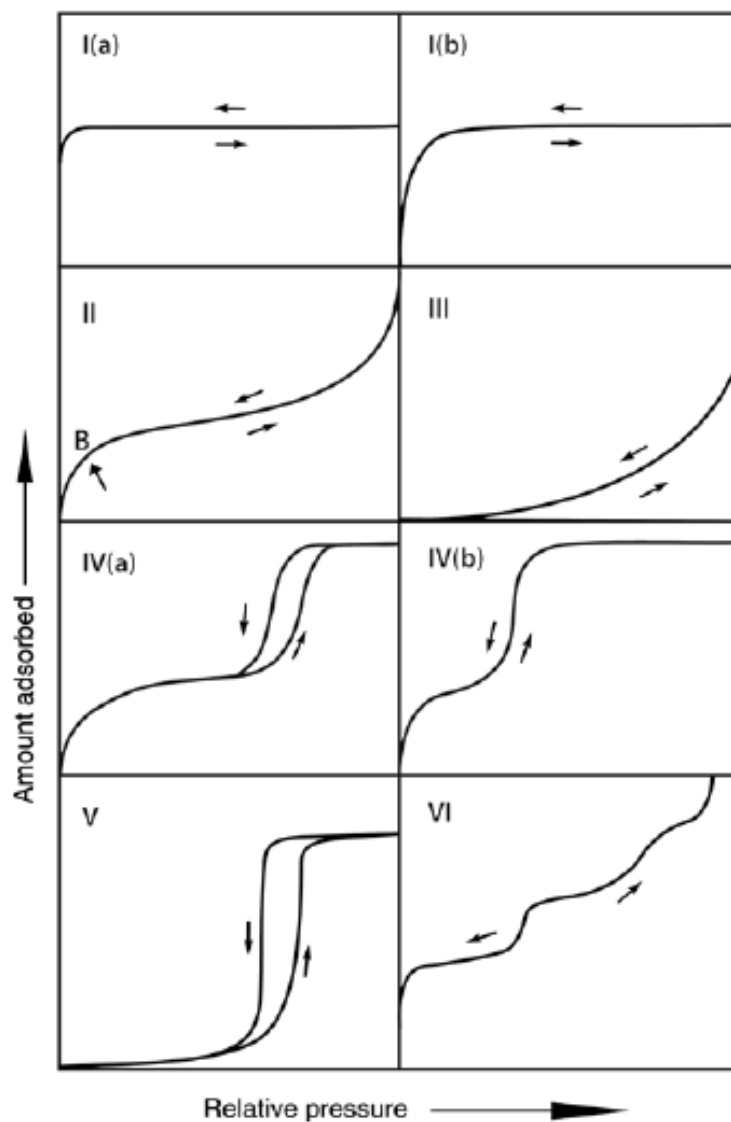 I(a)
I(b)
II
III
B
IV(a)
IV(b)
V
VI
Amount adsorbed
Relative pressure